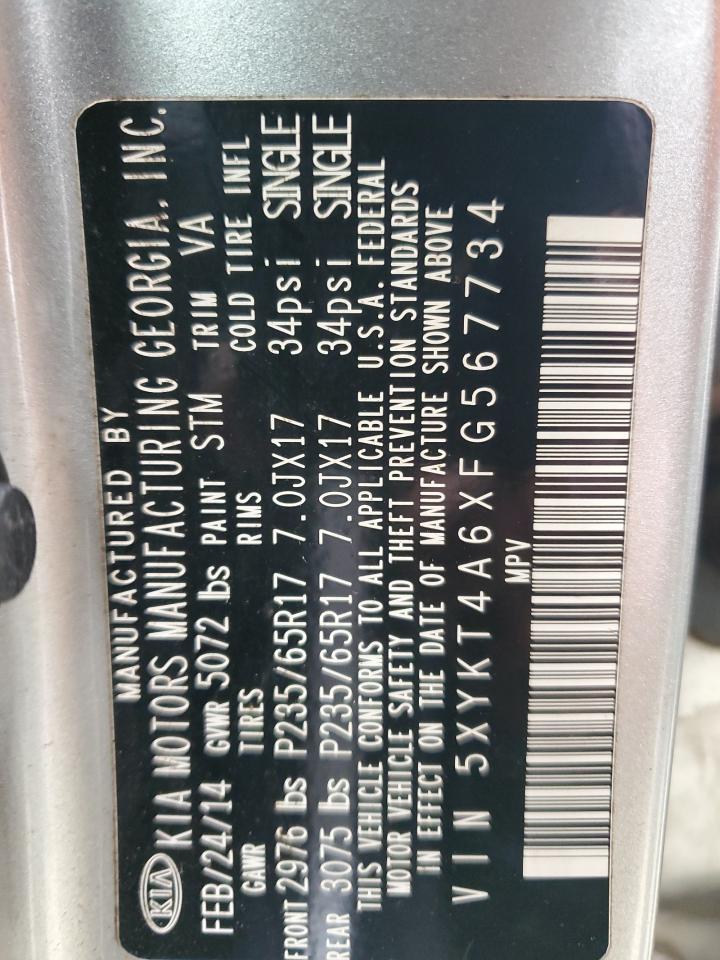 MANUFACTURED BY
KIA KIA MOTORS MANUFACTURING GEORGIA, INC.
FEB/24/14 GVWR 5072 lbs PAINT STM TRIM VA
GAWR TIRES RIMS COLD TIRE INFL
FRONT 2976 lbs P235/65R17 7.0JX17 34psi SINGLE
REAR 3075 lbs P235/65R17 7.0JX17 34psi SINGLE
THIS VEHICLE CONFORMS TO ALL APPLICABLE U.S.A. FEDERAL
MOTOR VEHICLE SAFETY AND THEFT PREVENTION STANDARDS
IN EFFECT ON THE DATE OF MANUFACTURE SHOWN ABOVE
VIN 5XYKT4A6XFG567734
MPV